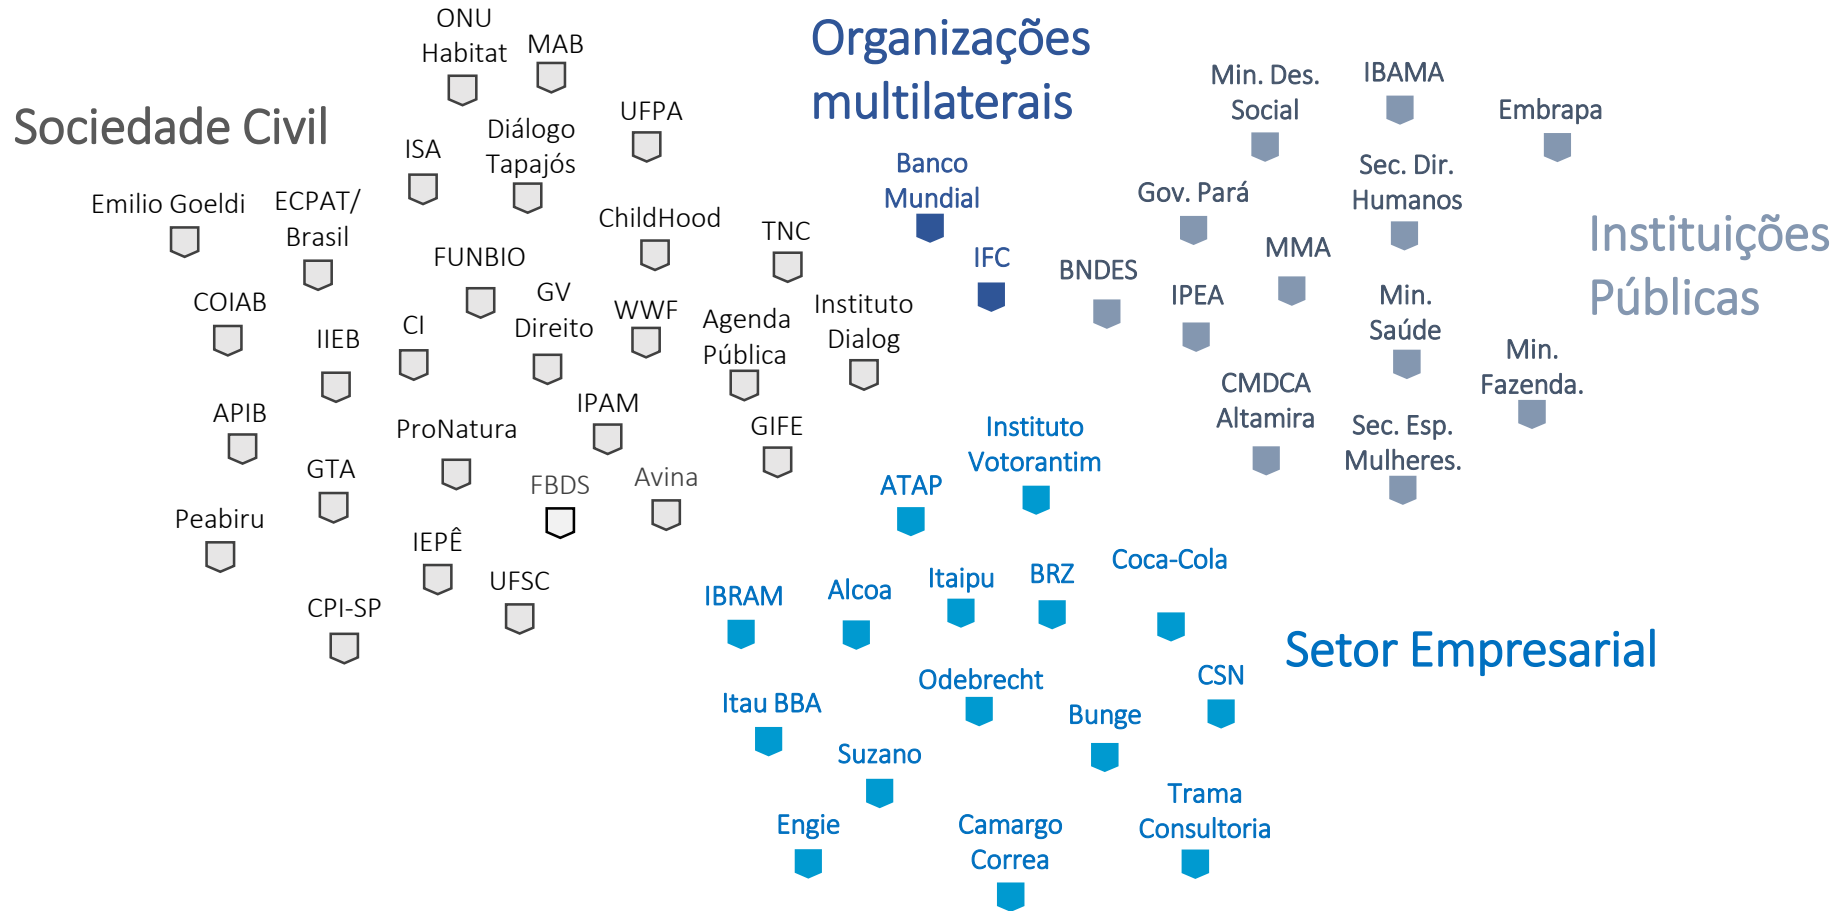 Sociedade Civil
ONU
Habitat
MAB
UFPA
ISA
Diálogo
Tapajós
Emilio Goeldi
ECPAT/
Brasil
ChildHood
TNC
FUNBIO
COIAB
IIEB
CI
GV
Direito
WWF
Agenda
Pública
Instituto
Dialog
APIB
ProNatura
IPAM
GIFE
GTA
FBDS
Avina
Peabiru
IEPÊ
UFSC
CPI-SP
Organizações
multilaterais
Banco
Mundial
IFC
Instituições
Públicas
Min. Des.
Social
IBAMA
Embrapa
Gov. Pará
Sec. Dir.
Humanos
MMA
BNDES
IPEA
Min.
Saúde
Min.
Fazenda.
CMDCA
Altamira
Sec. Esp.
Mulheres.
Setor Empresarial
Instituto
Votorantim
ATAP
Coca-Cola
IBRAM
Alcoa
Itaipu
BRZ
Odebrecht
CSN
Itau BBA
Bunge
Suzano
Trama
Consultoria
Engie
Camargo
Correa